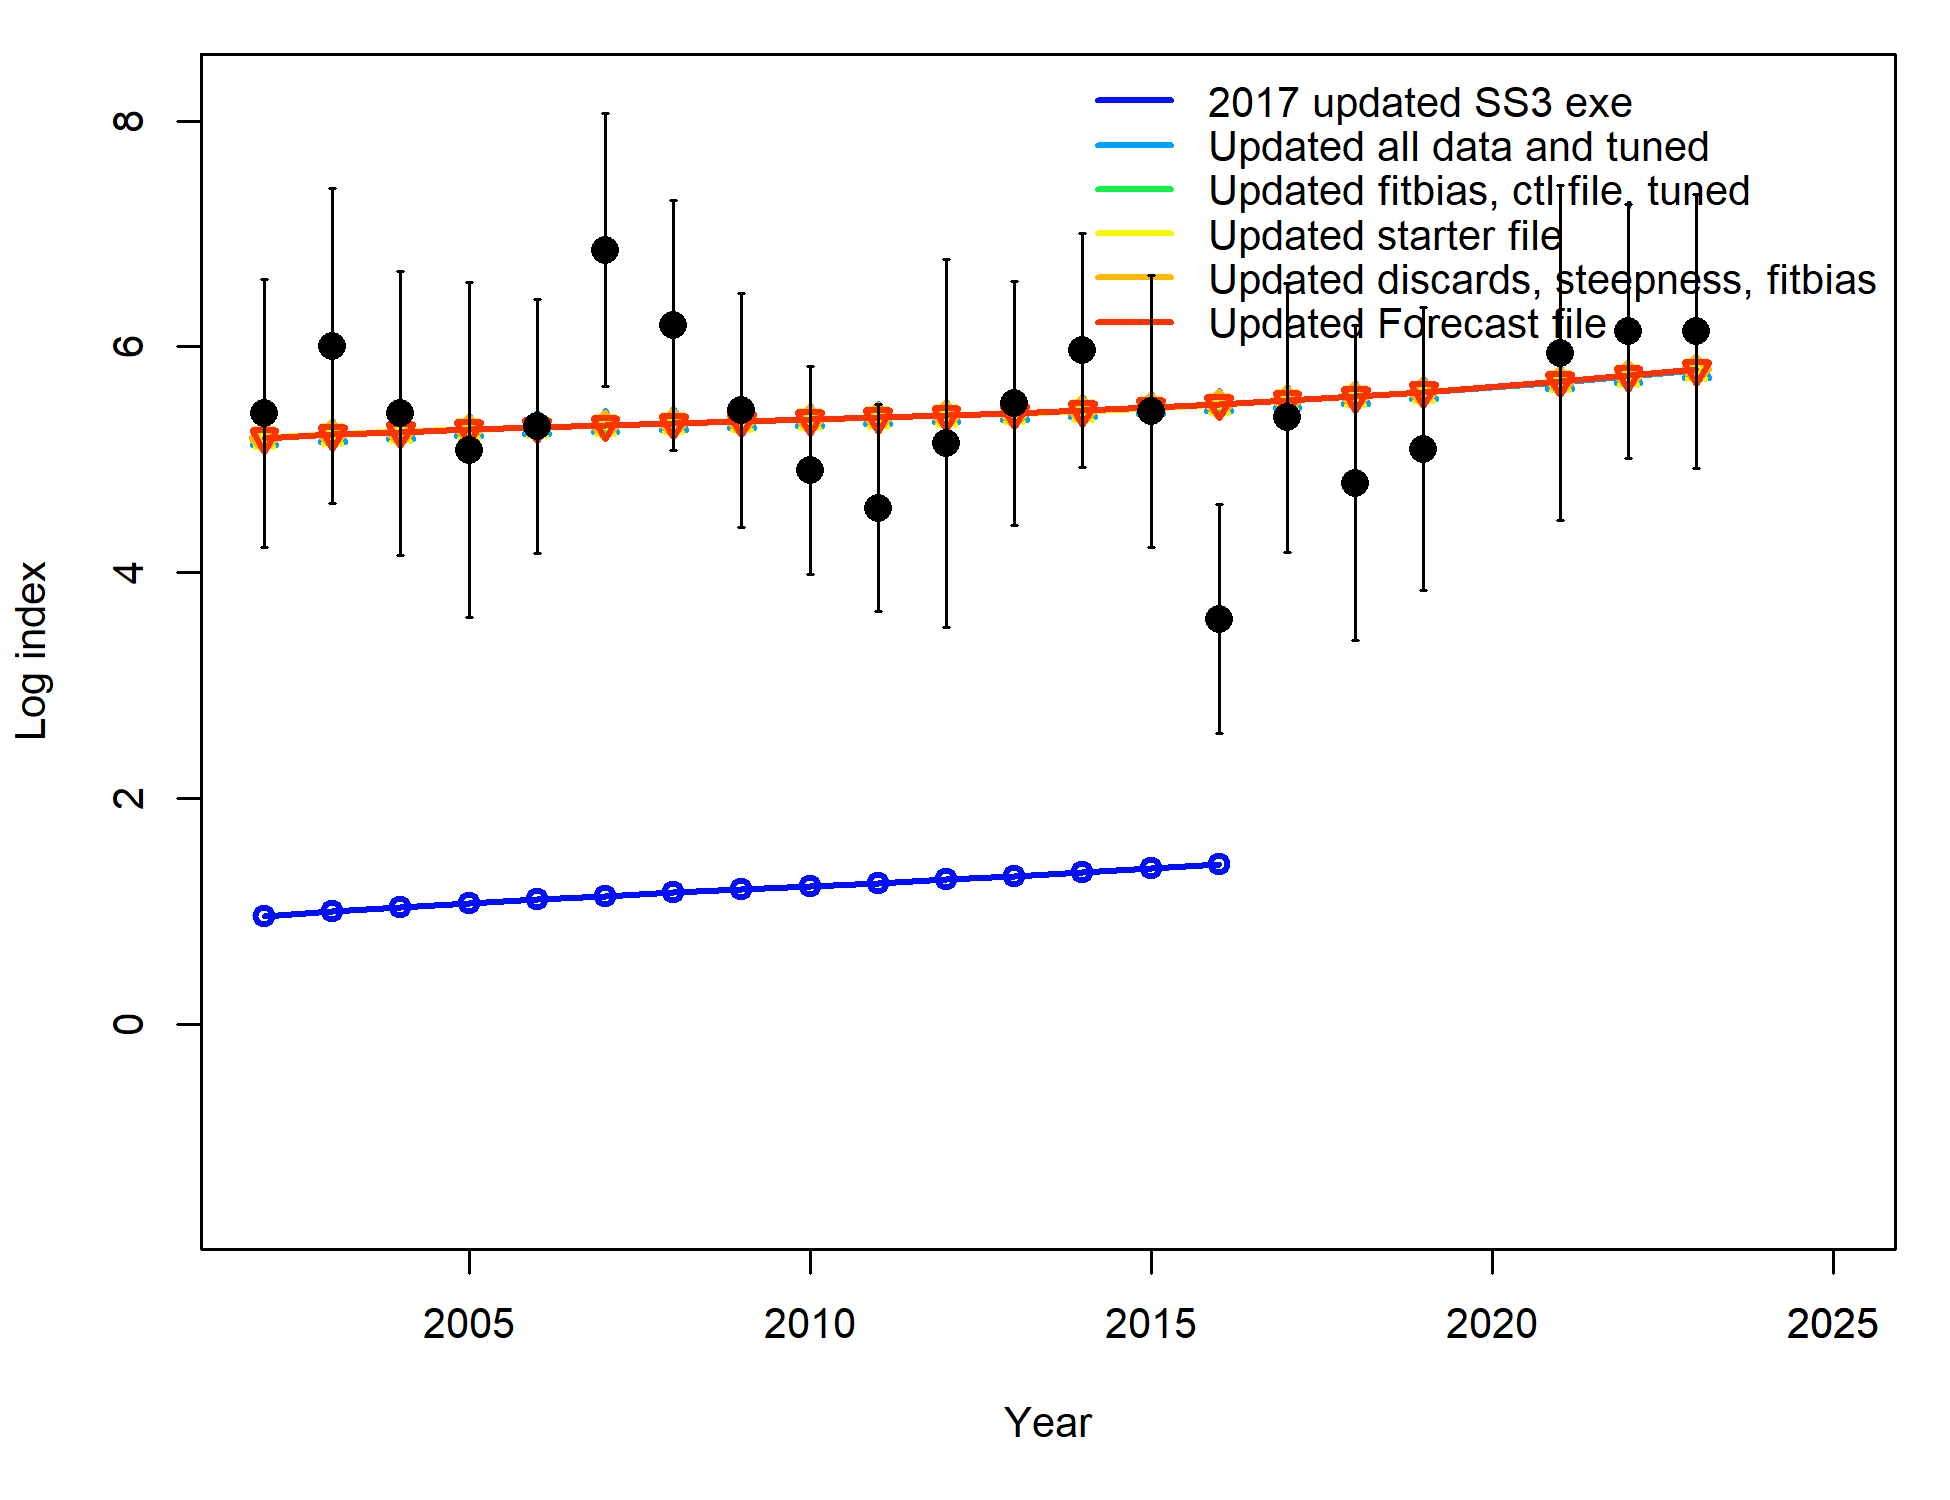 2017 updated SS3 exe
Updated all data and tuned
Updated fitbias, ctl file, tuned
Updated starter file
Updated discards, steepness, fitbias
Updated Forecast file
8
6
4
2
0
Log index
2005 2010 2015 2020 2025
Year